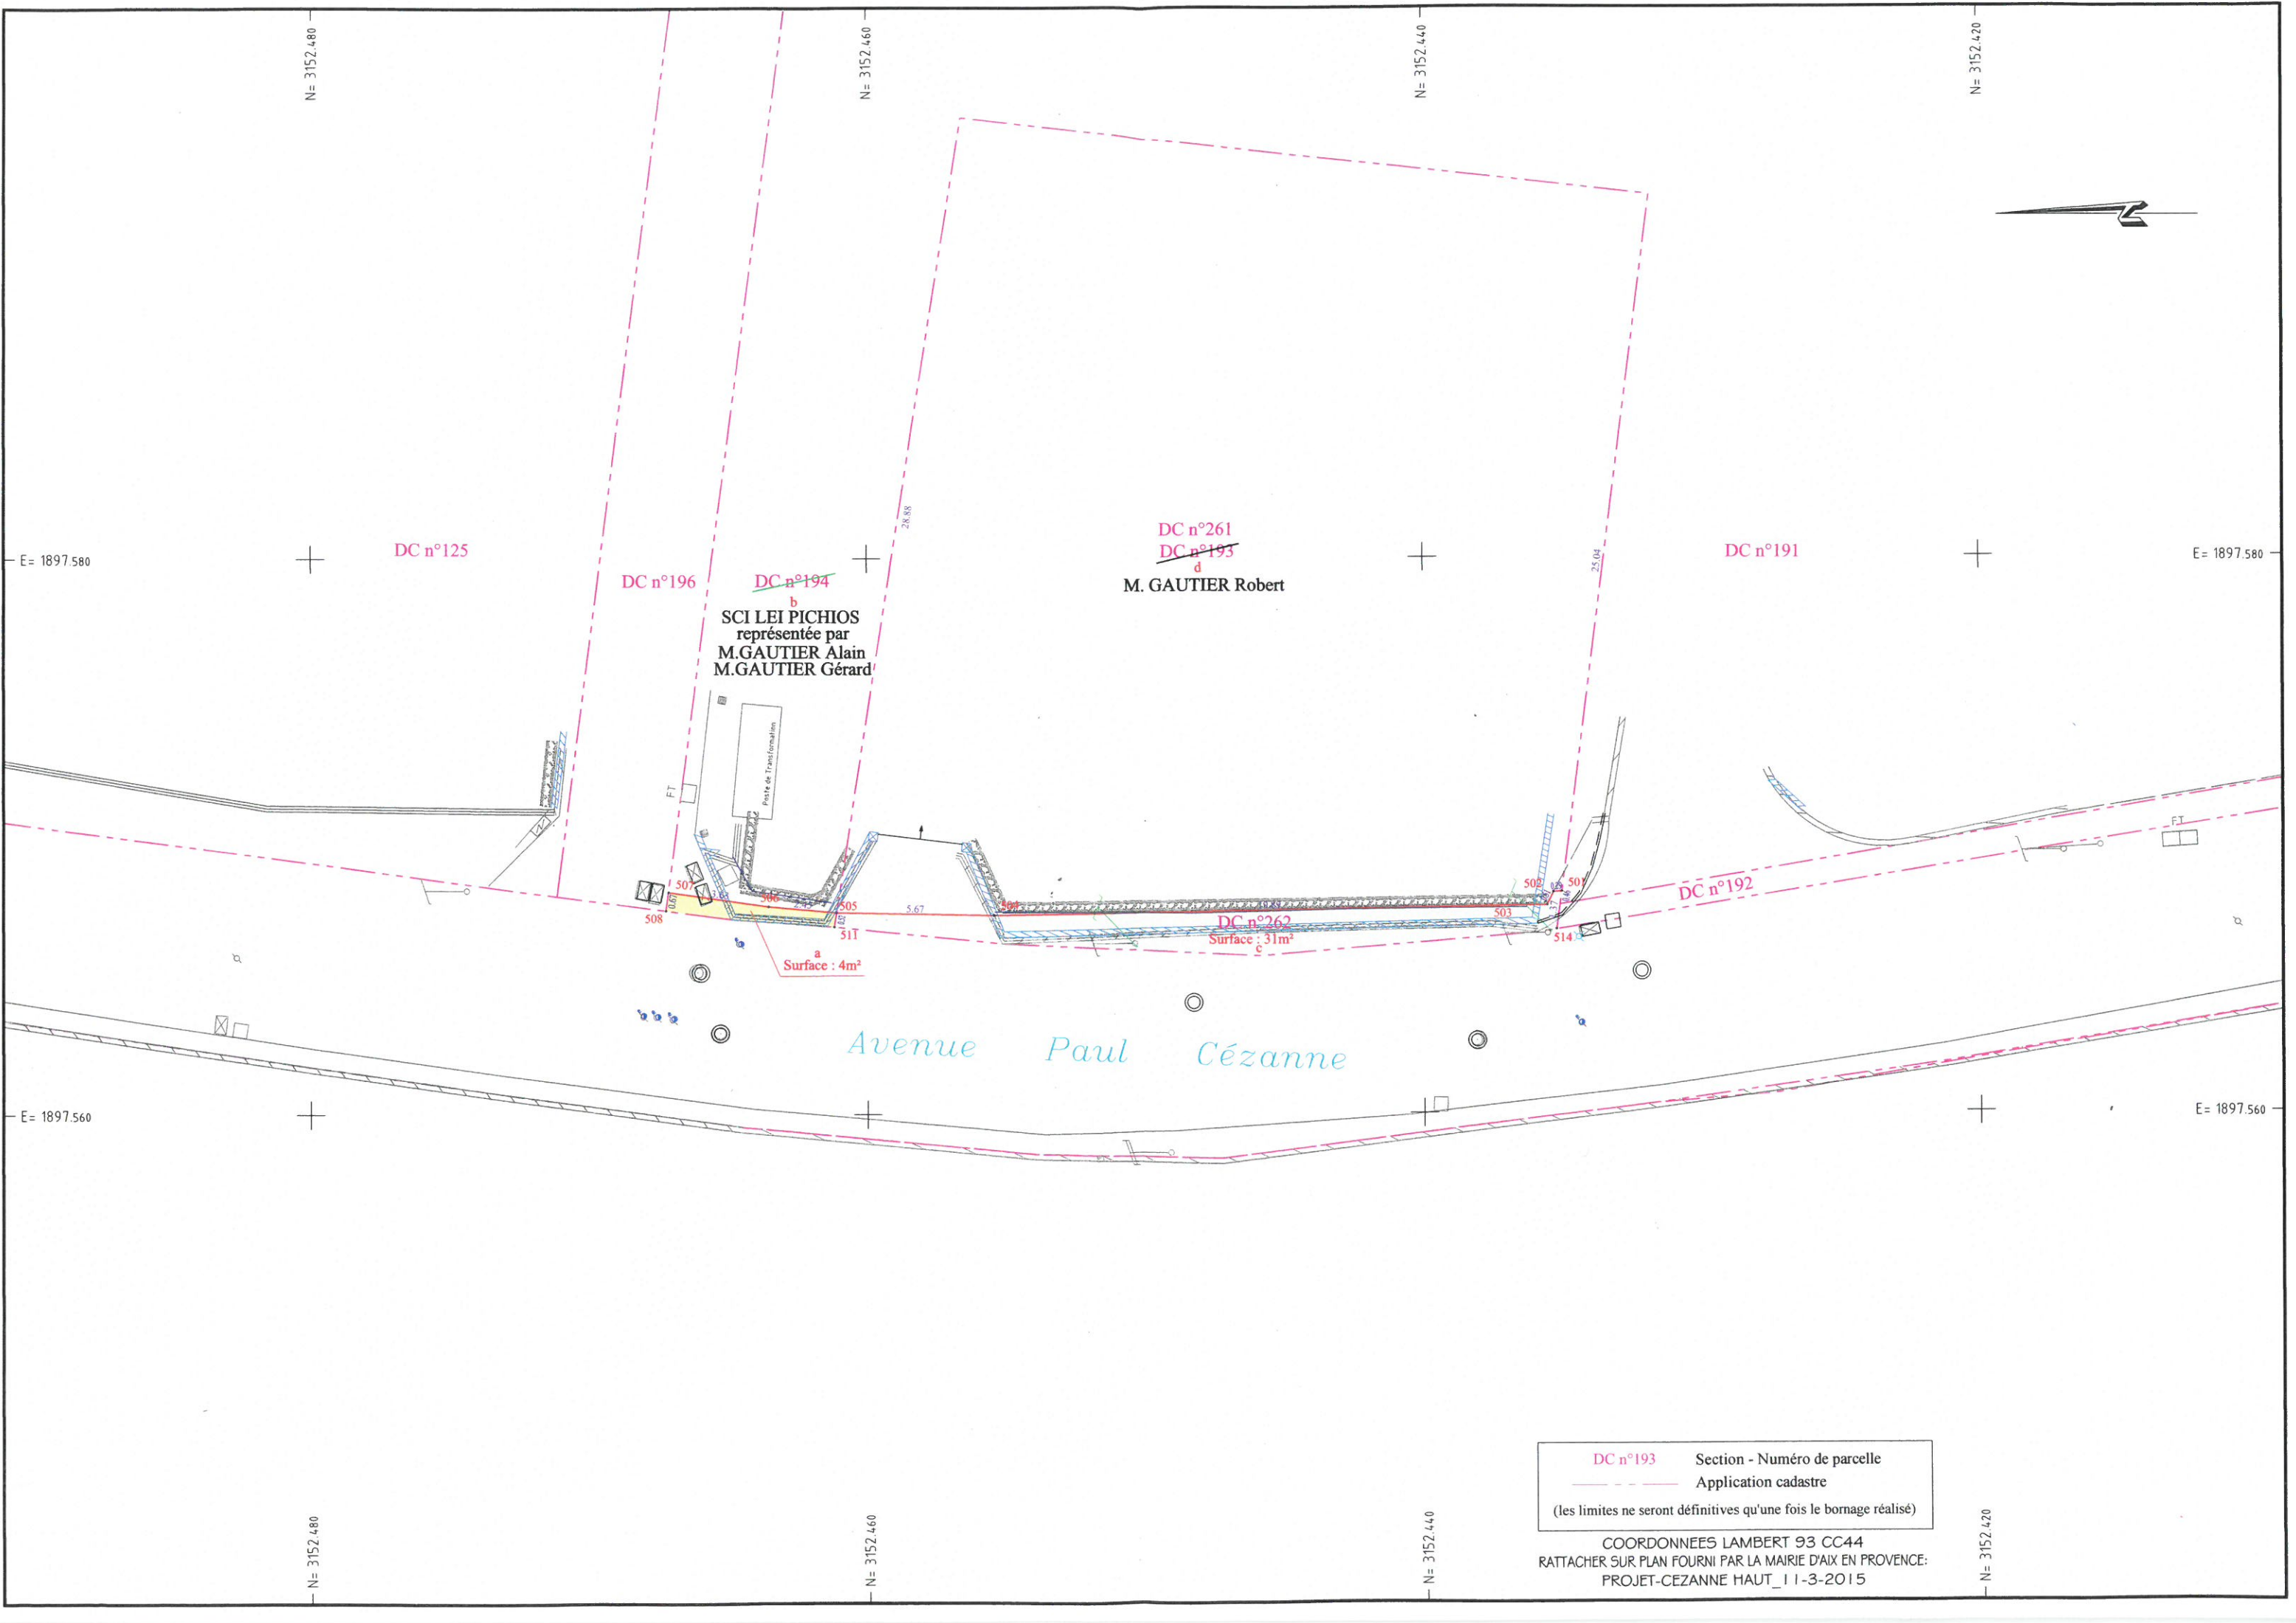 N= 3152.480
N= 3152.460
N= 3152.440
N= 3152.420
E= 1897.580
DC n°125
DC n°196
DC n°194
b
SCI LEI PICHIOS
représentée par
M.GAUTIER Alain
M.GAUTIER Gérard
28.88
DC n°261
DC n°193
d
M. GAUTIER Robert
25.04
DC n°191
E= 1897.580
Poste de Transformation
FT
FT
507
508
0.67
506
505
511
5.67
504
502
501
503
514
DC n°192
DC n°262
Surface : 31m²
c
a
Surface : 4m²
Avenue Paul Cézanne
E= 1897.560
E= 1897.560
DC n°193 Section - Numéro de parcelle
Application cadastre
(les limites ne seront définitives qu'une fois le bornage réalisé)
COORDONNEES LAMBERT 93 CC44
RATTACHER SUR PLAN FOURNI PAR LA MAIRIE D'AIX EN PROVENCE:
PROJET-CEZANNE HAUT_11-3-2015
N= 3152.480
N= 3152.460
N= 3152.440
N= 3152.420